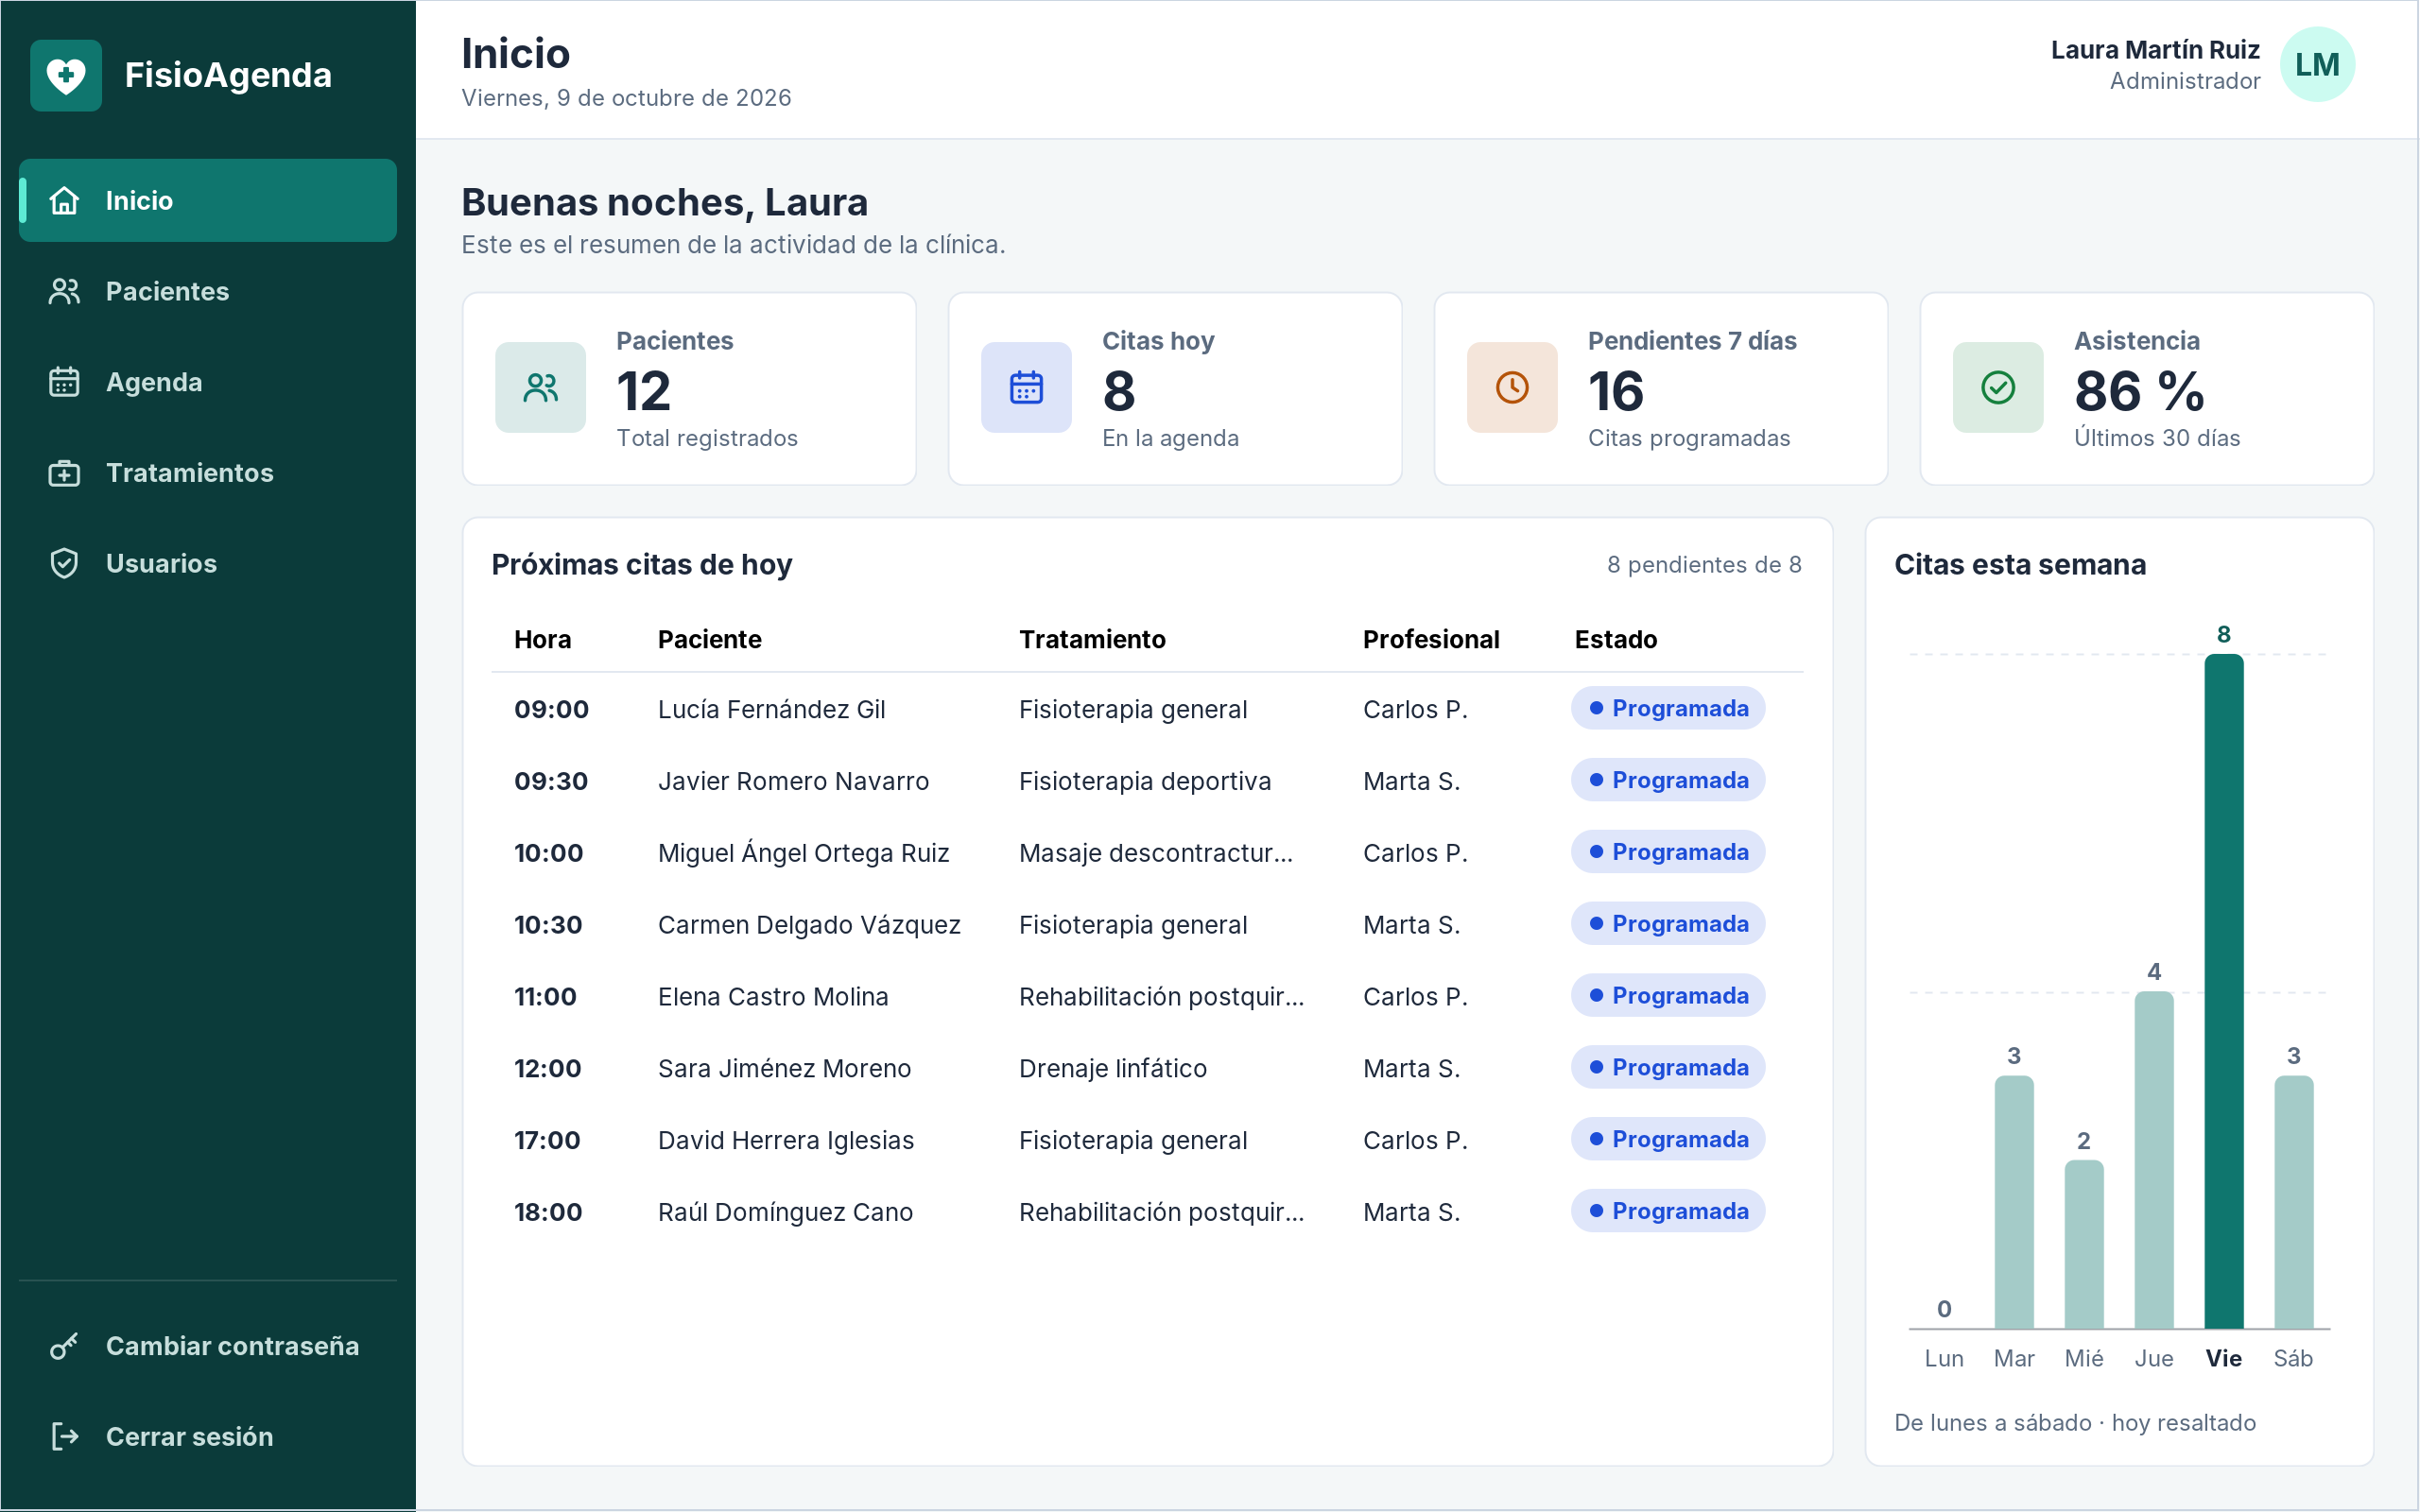 FisioAgenda
Inicio
Pacientes
Agenda
Tratamientos
Usuarios
Cambiar contraseña
Cerrar sesión
Inicio
Viernes, 9 de octubre de 2026
Laura Martín Ruiz
Administrador
LM
Buenas noches, Laura
Este es el resumen de la actividad de la clínica.
Pacientes
12
Total registrados
Citas hoy
8
En la agenda
Pendientes 7 días
16
Citas programadas
Asistencia
86 %
Últimos 30 días
Próximas citas de hoy 8 pendientes de 8
Hora Paciente Tratamiento Profesional Estado
09:00 Lucía Fernández Gil Fisioterapia general Carlos P. Programada
09:30 Javier Romero Navarro Fisioterapia deportiva Marta S. Programada
10:00 Miguel Ángel Ortega Ruiz Masaje descontractur... Carlos P. Programada
10:30 Carmen Delgado Vázquez Fisioterapia general Marta S. Programada
11:00 Elena Castro Molina Rehabilitación postquir... Carlos P. Programada
12:00 Sara Jiménez Moreno Drenaje linfático Marta S. Programada
17:00 David Herrera Iglesias Fisioterapia general Carlos P. Programada
18:00 Raúl Domínguez Cano Rehabilitación postquir... Marta S. Programada
Citas esta semana
0 3 2 4 8 3
Lun Mar Mié Jue Vie Sáb
De lunes a sábado · hoy resaltado